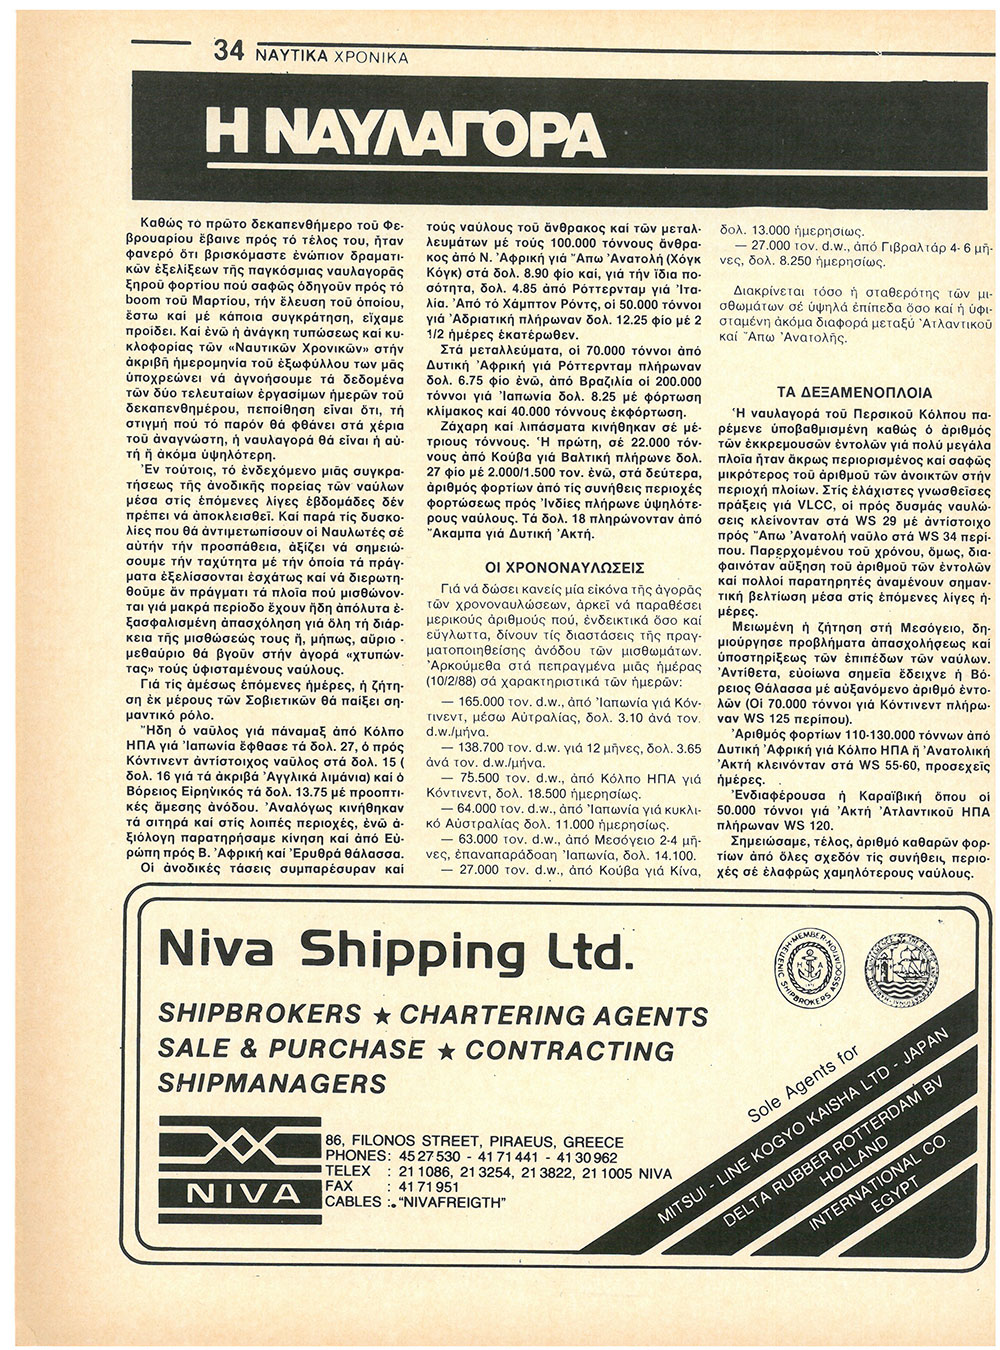 34 ΝΑΥΤΙΚΑ ΧΡΟΝΙΚΑ
Η ΝΑΥΛΑΓΟΡΑ
Καθώς τό πρῶτο δεκαπενθήμερο τοῦ Φε-
βρουαρίου ἔβαινε πρός τό τέλος του, ἦταν
φανερό ὅτι βρισκόμαστε ἐνώπιον δραματι-
κῶν ἐξελίξεων τῆς παγκόσμιας ναυλαγορᾶς
ξηροῦ φορτίου πού σαφῶς ὁδηγοῦν πρός τό
boom τοῦ Μαρτίου, τήν ἔλευση τοῦ ὁποίου,
ἔστω καί μέ κάποια συγκράτηση, εἴχαμε
προίδει. Καί ἐνῶ ἡ ἀνάγκη τυπώσεως καί κυ-
κλοφορίας τῶν «Ναυτικῶν Χρονικῶν» στήν
ἀκριβῆ ἡμερομηνία τοῦ ἐξωφύλλου των μᾶς
ὑποχρεώνει νά ἀγνοήσουμε τά δεδομένα
τῶν δύο τελευταίων ἐργασίμων ἡμερῶν τοῦ
δεκαπενθημέρου, πεποίθηση εἶναι ὅτι, τή
στιγμή πού τό παρόν θά φθάνει στά χέρια
τοῦ ἀναγνώστη, ἡ ναυλαγορά θά εἶναι ἡ αὐ-
τή ἤ ἀκόμα ὑψηλότερη.
Ἐν τούτοις, τό ἐνδεχόμενο μιᾶς συγκρα-
τήσεως τῆς ἀνοδικῆς πορείας τῶν ναύλων
μέσα στίς ἑπόμενες λίγες ἑβδομάδες δέν
πρέπει νά ἀποκλεισθεῖ. Καί παρά τίς δυσκο-
λίες που θά ἀντιμετωπίσουν οἱ Ναυλωτές σέ
αὐτήν τήν προσπάθεια, ἀξίζει νά σημειώ-
σουμε τήν ταχύτητα μέ τήν ὁποία τά πράγ-
ματα ἐξελίσσονται ἐσχάτως καί νά διερωτη-
θοῦμε ἄν πράγματι τά πλοῖα πού μισθώνον-
ται γιά μακρά περίοδο ἔχουν ἤδη ἀπόλυτα ἐ-
ξασφαλισμένη ἀπασχόληση γιά ὅλη τή διάρ-
κεια τῆς μισθώσεώς τους ἤ, μήπως, αὔριο -
μεθαύριο θά βγοῦν στήν ἀγορά «χτυπών-
τας» τούς ὑφισταμένους ναύλους.
Γιά τίς ἀμέσως ἑπόμενες ἡμέρες, ἡ ζήτη-
ση ἐκ μέρους τῶν Σοβιετικῶν θά παίξει ση-
μαντικό ρόλο.
Ἤδη ὁ ναῦλος γιά πάναμαξ ἀπό Κόλπο
ΗΠΑ γιά Ἰαπωνία ἔφθασε τά δολ. 27, ὁ πρός
Κόντινεντ ἀντίστοιχος ναῦλος στά δολ. 15 (
δολ. 16 γιά τά ἀκριβά Ἀγγλικά λιμάνια) καί ὁ
Βόρειος Εἰρηνικός τά δολ. 13.75 μέ προοπτι-
κές ἄμεσης ἀνόδου. Ἀναλόγως κινήθηκαν
τά σιτηρά καί στίς λοιπές περιοχές, ἐνῶ ἀ-
ξιόλογη παρατηρήσαμε κίνηση καί ἀπό Εὐ-
ρώπη πρός Β. Ἀφρική καί Ἐρυθρά θάλασσα.
Οἱ ἀνοδικές τάσεις συμπαρέσυραν καί
τούς ναύλους τοῦ ἄνθρακος καί τῶν μεταλ-
λευμάτων μέ τούς 100.000 τόννους ἄνθρα-
κος ἀπό Ν. Ἀφρική γιά Ἄπω Ἀνατολή (Χόγκ
Κόγκ) στά δολ. 8.90 φίο καί, γιά τήν ἴδια πο-
σότητα, δολ. 4.85 ἀπό Ρόττερνταμ γιά Ἰτα-
λία. Ἀπό τό Χάμπτον Ρόντς, οἱ 50.000 τόννοι
γιά Ἀδριατική πλήρωναν δολ. 12.25 φίο μέ 2
1/2 ἡμέρες ἑκατέρωθεν.
Στά μεταλλεύματα, οἱ 70.000 τόννοι ἀπό
Δυτική Ἀφρική γιά Ρόττερνταμ πλήρωναν
δολ. 6.75 φίο ἐνῶ, ἀπό Βραζιλία οἱ 200.000
τόννοι γιά Ἰαπωνία δολ. 8.25 μέ φόρτωση
κλίμακος καί 40.000 τόννους ἐκφόρτωση.
Ζάχαρη καί λιπάσματα κινήθηκαν σέ μέ-
τριους τόννους. Ἡ πρώτη, σέ 22.000 τόν-
νους ἀπό Κούβα γιά Βαλτική πλήρωνε δολ.
27 φίο μέ 2.000/1.500 τον. ἐνῶ, στά δεύτερα,
ἀριθμός φορτίων ἀπό τίς συνήθεις περιοχές
φορτώσεως πρός Ἰνδίες πλήρωνε ὑψηλότε-
ρους ναύλους. Τά δολ. 18 πληρώνονταν ἀπό
Ἄκαμπα γιά Δυτική Ἀκτή.
ΟΙ ΧΡΟΝΟΝΑΥΛΩΣΕΙΣ
Γιά νά δώσει κανείς μία εἰκόνα τῆς ἀγορᾶς
τῶν χρονοναυλώσεων, ἀρκεῖ νά παραθέσει
μερικούς ἀριθμούς πού, ἐνδεικτικά ὅσο καί
εὔγλωττα, δίνουν τίς διαστάσεις τῆς πραγ-
ματοποιηθείσης ἀνόδου τῶν μισθωμάτων.
Ἀρκούμεθα στά πεπραγμένα μιᾶς ἡμέρας
(10/2/88) σά χαρακτηριστικά τῶν ἡμερῶν:
— 165.000 τον. d.w., ἀπό Ἰαπωνία γιά Κόν-
τινεντ, μέσω Αὐτραλίας, δολ. 3.10 ἀνά τον.
d.w./μήνα.
— 138.700 τον. d.w. γιά 12 μῆνες, δολ. 3.65
ἀνά τον. d.w./μήνα.
— 75.500 τον. d.w., ἀπό Κόλπο ΗΠΑ γιά
Κόντινεντ, δολ. 18.500 ἡμερησίως.
— 64.000 τον. d.w., ἀπό Ἰαπωνία γιά κυκλι-
κό Αὐστραλίας δολ. 11.000 ἡμερησίως.
— 63.000 τον. d.w., ἀπό Μεσόγειο 2-4 μῆ-
νες, ἐπαναπαράδοαη Ἰαπωνία, δολ. 14.100.
— 27.000 τον. d.w., ἀπό Κούβα γιά Κίνα,
δολ. 13.000 ἡμερησιως.
— 27.000 τον. d.w., ἀπό Γιβραλτάρ 4-6 μῆ-
νες, δολ. 8.250 ἡμερησίως.
Διακρίνεται τόσο ἡ σταθερότης τῶν μι-
σθωμάτων σέ ὑψηλά ἐπίπεδα ὅσο καί ἡ ὑφι-
σταμένη ἀκόμα διαφορά μεταξύ Ἀτλαντικοῦ
καί Ἄπω Ἀνατολῆς.
ΤΑ ΔΕΞΑΜΕΝΟΠΛΟΙΑ
Ἡ ναυλαγορά τοῦ Περσικοῦ Κόλπου πα-
ρέμενε ὑποβαθμισμένη καθώς ὁ ἀριθμός
τῶν ἐκκρεμουσῶν ἐντολῶν γιά πολύ μεγάλα
πλοῖα ἦταν ἄκρως περιορισμένος καί σαφῶς
μικρότερος τοῦ ἀριθμοῦ τῶν ἀνοικτῶν στήν
περιοχή πλοίων. Στίς ἐλάχιστες γνωσθεῖσες
πράξεις γιά VLCC, οἱ πρός δυσμάς ναυλώ-
σεις κλείνονταν στά WS 29 μέ ἀντίστοιχο
πρός Ἄπω Ἀνατολή ναῦλο στά WS 34 περί-
που. Παρερχομένου τοῦ χρόνου, ὅμως, δια-
φαινόταν αὔξηση τοῦ ἀριθμοῦ τῶν ἐντολῶν
καί πολλοί παρατηρητές ἀναμένουν σημαν-
τική βελτίωση μέσα στίς ἑπόμενες λίγες ἡ-
μέρες.
Μειωμένη ἡ ζήτηση στή Μεσόγειο, δη-
μιούργησε προβλήματα ἀπασχολήσεως καί
ὑποστηρίξεως τῶν ἐπιπέδων τῶν ναύλων.
Ἀντίθετα, εὐοίωνα σημεῖα ἔδειχνε ἡ Βό-
ρειος Θάλασσα μέ αὐξανόμενο ἀριθμό ἐντο-
λῶν (Οἱ 70.000 τόννοι γιά Κόντινεντ πλήρω-
ναν WS 125 περίπου).
Ἀριθμός φορτίων 110-130.000 τόννων ἀπό
Δυτική Ἀφρική γιά Κόλπο ΗΠΑ ἤ Ἀνατολική
Ἀκτή κλεινόνταν στά WS 55-60, προσεχεῖς
ἡμέρες.
Ἐνδιαφέρουσα ἡ Καραϊβική ὅπου οἱ
50.000 τόννοι γιά Ἀκτή Ἀτλαντικοῦ ΗΠΑ
πλήρωναν WS 120.
Σημειώσαμε, τέλος, ἀριθμό καθαρῶν φορ-
τίων ἀπό ὅλες σχεδόν τίς συνήθεις περιο-
χές σέ ἐλαφρῶς χαμηλότερους ναύλους.
Niva Shipping Ltd.
SHIPBROKERS ★ CHARTERING AGENTS
SALE & PURCHASE ★ CONTRACTING
SHIPMANAGERS
MEMBER
HELLENIC SHIPBROKERS ASSOCIATION
H A
NIVA
86, FILONOS STREET, PIRAEUS, GREECE
PHONES: 45 27 530 - 41 71 441 - 41 30 962
TELEX : 21 1086, 21 3254, 21 3822, 21 1005 NIVA
FAX : 41 71 951
CABLES : "NIVAFREIGTH"
Sole Agents for
MITSUI - LINE KOGYO KAISHA LTD - JAPAN
DELTA RUBBER ROTTERDAM BV
HOLLAND
INTERNATIONAL CO.
EGYPT